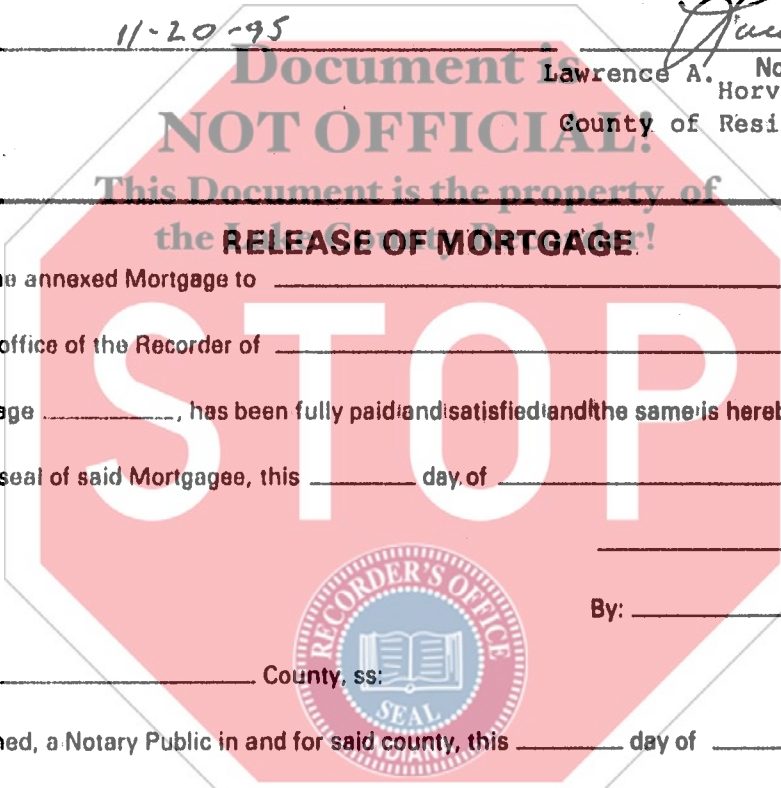 11-20-95
Document is
Lawrence A. No
Horv
NOT OFFICIAL!
County of Resi
This Document is the property of
the Lake County Recorder!
RELEASE OF MORTGAGE
e annexed Mortgage to
office of the Recorder of
age , has been fully paid and satisfied and the same is hereb
seal of said Mortgagee, this day of
STOP
By:
RECORDER'S OFFICE
County, ss:
SEAL
INDIANA
ned, a Notary Public in and for said county, this day of